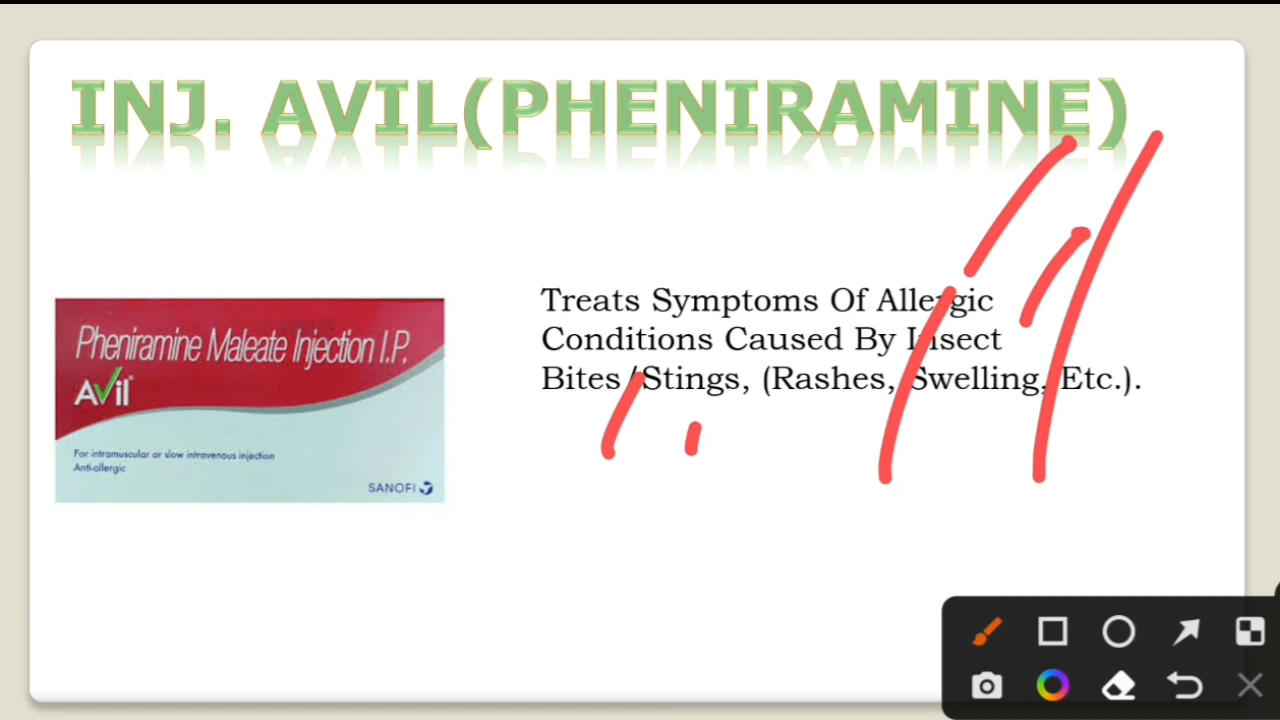 INJ. AVIL(PHENIRAMINE)
Treats Symptoms Of Allergic
Conditions Caused By Insect
Bites/Stings, (Rashes, Swelling, Etc.).
Pheniramine Maleate Injection I.P.
Avil®
For intramuscular or slow intravenous injection
Anti-allergic
SANOFI